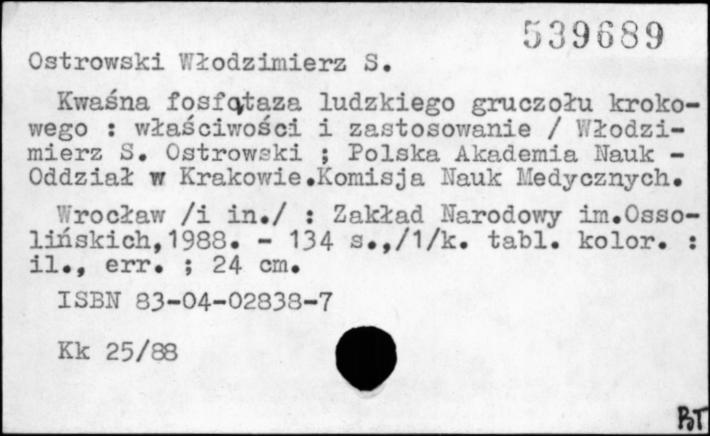 539689
Ostrowski Włodzimierz S.
Kwaśna fosfataza ludzkiego gruczołu kroko-
wego : właściwości i zastosowanie / Włodzi-
mierz S. Ostrowski ; Polska Akademia Nauk -
Oddział w Krakowie.Komisja Nauk Medycznych.
Wrocław /i in./ : Zakład Narodowy im.Osso-
lińskich,1988. - 134 s.,/1/k. tabl. kolor. :
il., err. ; 24 cm.
ISBN 83-04-02838-7
Kk 25/88
BT